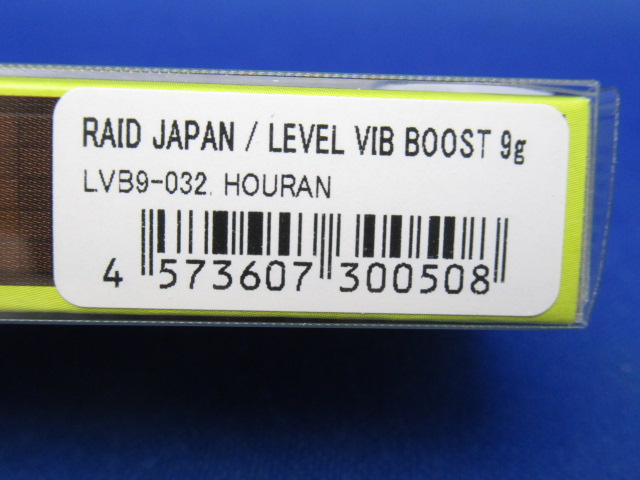 RAID JAPAN / LEVEL VIB BOOST 9g
LVB9-032. HOURAN
4 573607 300508